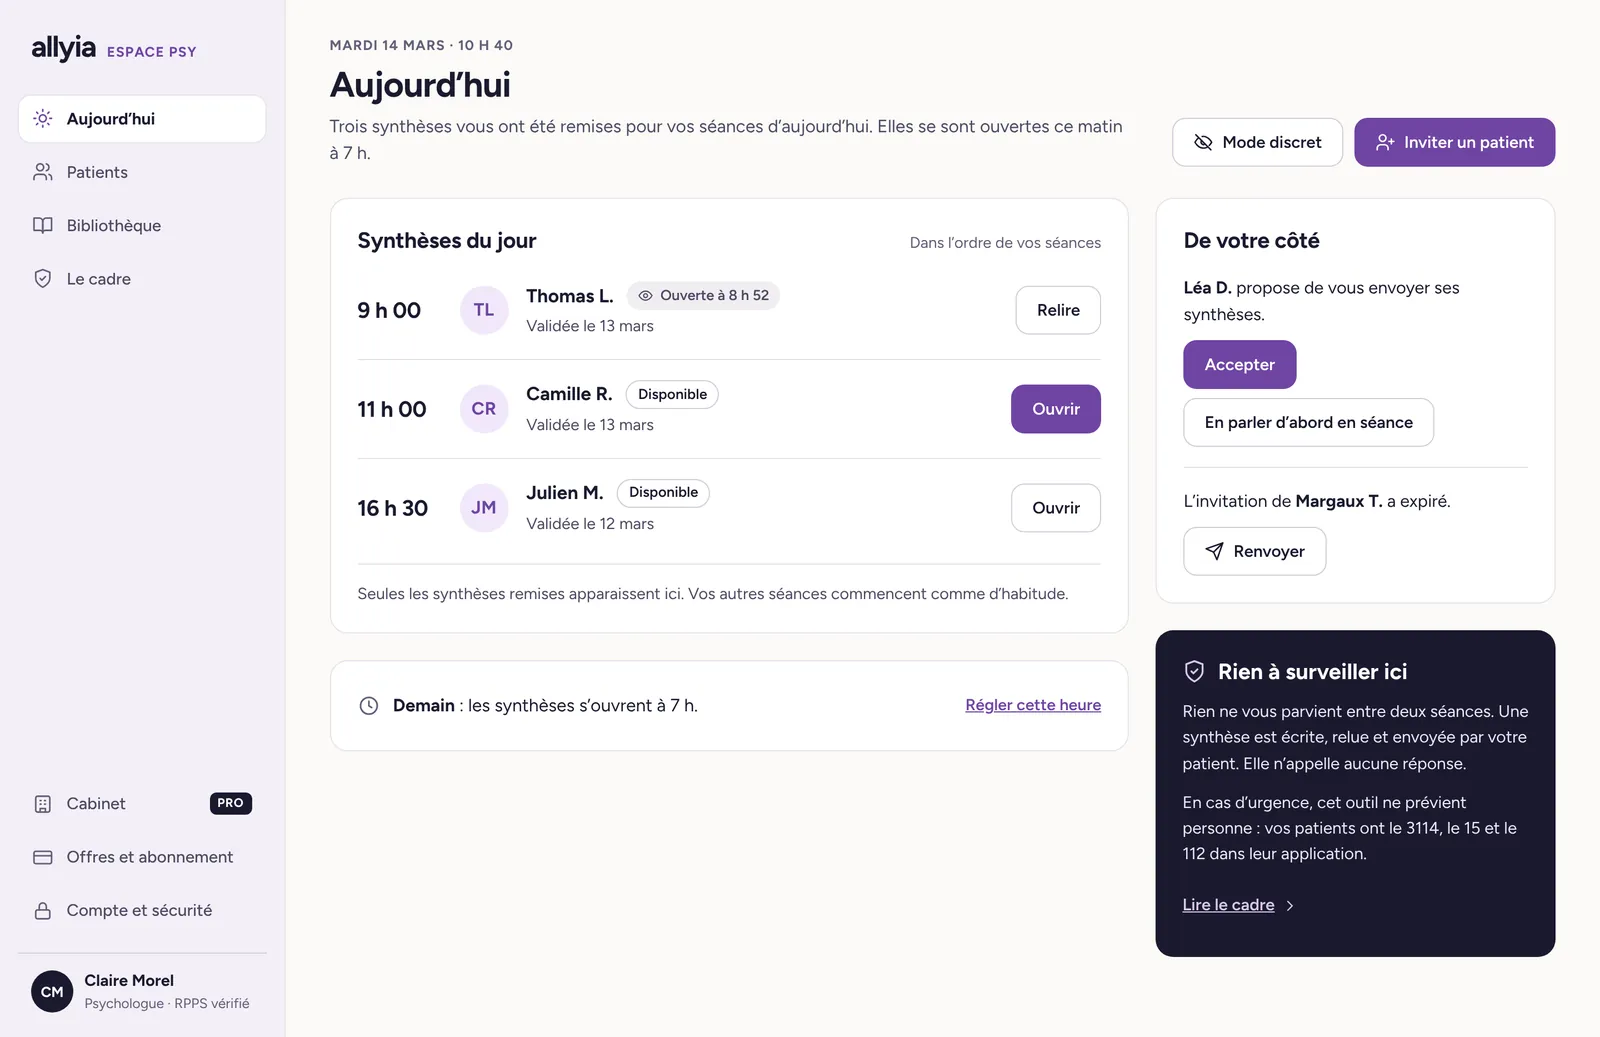 allyia ESPACE PSY
Aujourd’hui
Patients
Bibliothèque
Le cadre
Cabinet PRO
Offres et abonnement
Compte et sécurité
CM
Claire Morel
Psychologue · RPPS vérifié
MARDI 14 MARS · 10 H 40
Aujourd’hui
Trois synthèses vous ont été remises pour vos séances d’aujourd’hui. Elles se sont ouvertes ce matin
à 7 h.
Mode discret
Inviter un patient
Synthèses du jour
Dans l’ordre de vos séances
9 h 00
TL
Thomas L.
Ouverte à 8 h 52
Validée le 13 mars
Relire
11 h 00
CR
Camille R.
Disponible
Validée le 13 mars
Ouvrir
16 h 30
JM
Julien M.
Disponible
Validée le 12 mars
Ouvrir
Seules les synthèses remises apparaissent ici. Vos autres séances commencent comme d’habitude.
Demain : les synthèses s’ouvrent à 7 h.
Régler cette heure
De votre côté
Léa D. propose de vous envoyer ses
synthèses.
Accepter
En parler d’abord en séance
L’invitation de Margaux T. a expiré.
Renvoyer
Rien à surveiller ici
Rien ne vous parvient entre deux séances. Une
synthèse est écrite, relue et envoyée par votre
patient. Elle n’appelle aucune réponse.
En cas d’urgence, cet outil ne prévient
personne : vos patients ont le 3114, le 15 et le
112 dans leur application.
Lire le cadre